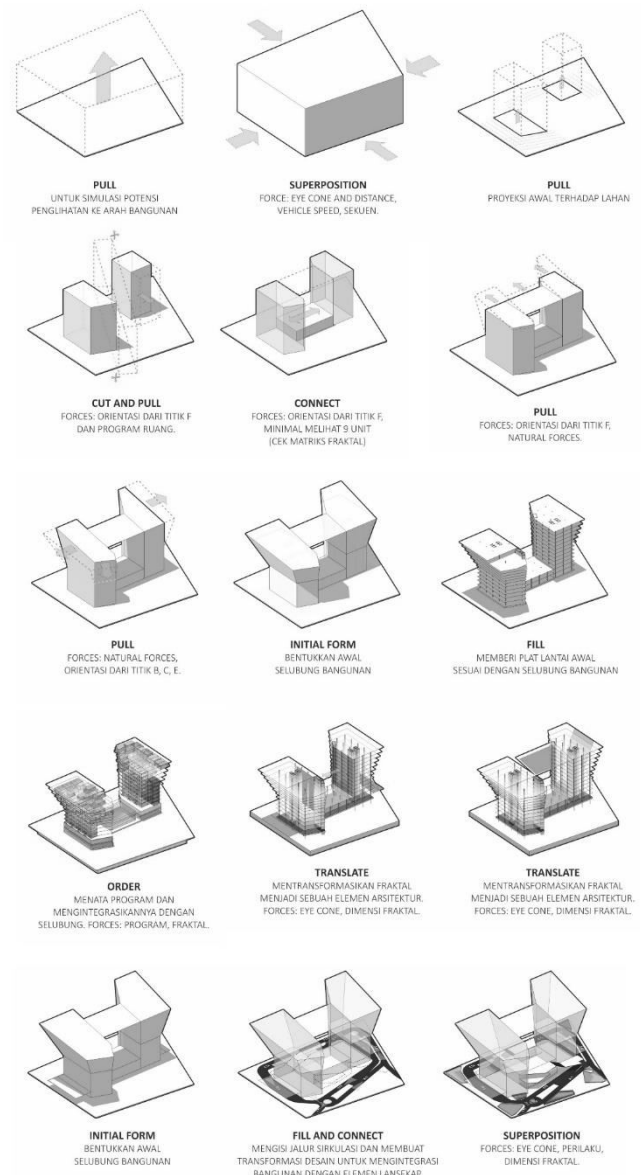 PULL
UNTUK SIMULASI POTENSI
PENGLIHATAN KE ARAH BANGUNAN
SUPERPOSITION
FORCE: EYE CONE AND DISTANCE,
VEHICLE SPEED, SEKUEN.
PULL
PROYEKSI AWAL TERHADAP LAHAN
CUT AND PULL
FORCES: ORIENTASI DARI TITIK F
DAN PROGRAM RUANG.
CONNECT
FORCES: ORIENTASI DARI TITIK F,
MINIMAL MELIHAT 9 UNIT
(CEK MATRIKS FRAKTAL)
PULL
FORCES: ORIENTASI DARI TITIK F,
NATURAL FORCES.
PULL
FORCES: NATURAL FORCES,
ORIENTASI DARI TITIK B, C, E.
INITIAL FORM
BENTUKKAN AWAL
SELUBUNG BANGUNAN
FILL
MEMBERI PLAT LANTAI AWAL
SESUAI DENGAN SELUBUNG BANGUNAN
ORDER
MENATA PROGRAM DAN
MENGINTEGRASIKANNYA DENGAN
SELUBUNG. FORCES: PROGRAM, FRAKTAL.
TRANSLATE
MENTRANSFORMASIKAN FRAKTAL
MENJADI SEBUAH ELEMEN ARSITEKTUR.
FORCES: EYE CONE, DIMENSI FRAKTAL.
TRANSLATE
MENTRANSFORMASIKAN FRAKTAL
MENJADI SEBUAH ELEMEN ARSITEKTUR.
FORCES: EYE CONE, DIMENSI FRAKTAL.
INITIAL FORM
BENTUKKAN AWAL
SELUBUNG BANGUNAN
FILL AND CONNECT
MENGISI JALUR SIRKULASI DAN MEMBUAT
TRANSFORMASI DESAIN UNTUK MENGINTEGRASI
BANGUNAN DENGAN ELEMEN LANSEKAP
SUPERPOSITION
FORCES: EYE CONE, PERILAKU,
DIMENSI FRAKTAL.